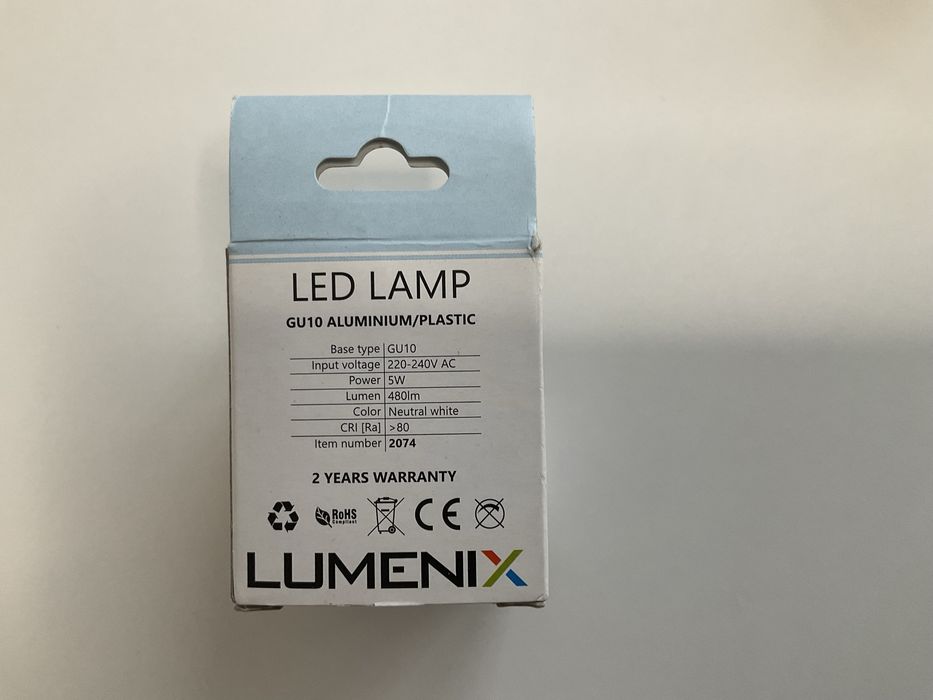 LED LAMP
GU10 ALUMINIUM/PLASTIC
Base type GU10
Input voltage 220-240V AC
Power 5W
Lumen 480lm
Color Neutral white
CRI [Ra] >80
Item number 2074
2 YEARS WARRANTY
RoHS
Compliant
CE
LUMENIX